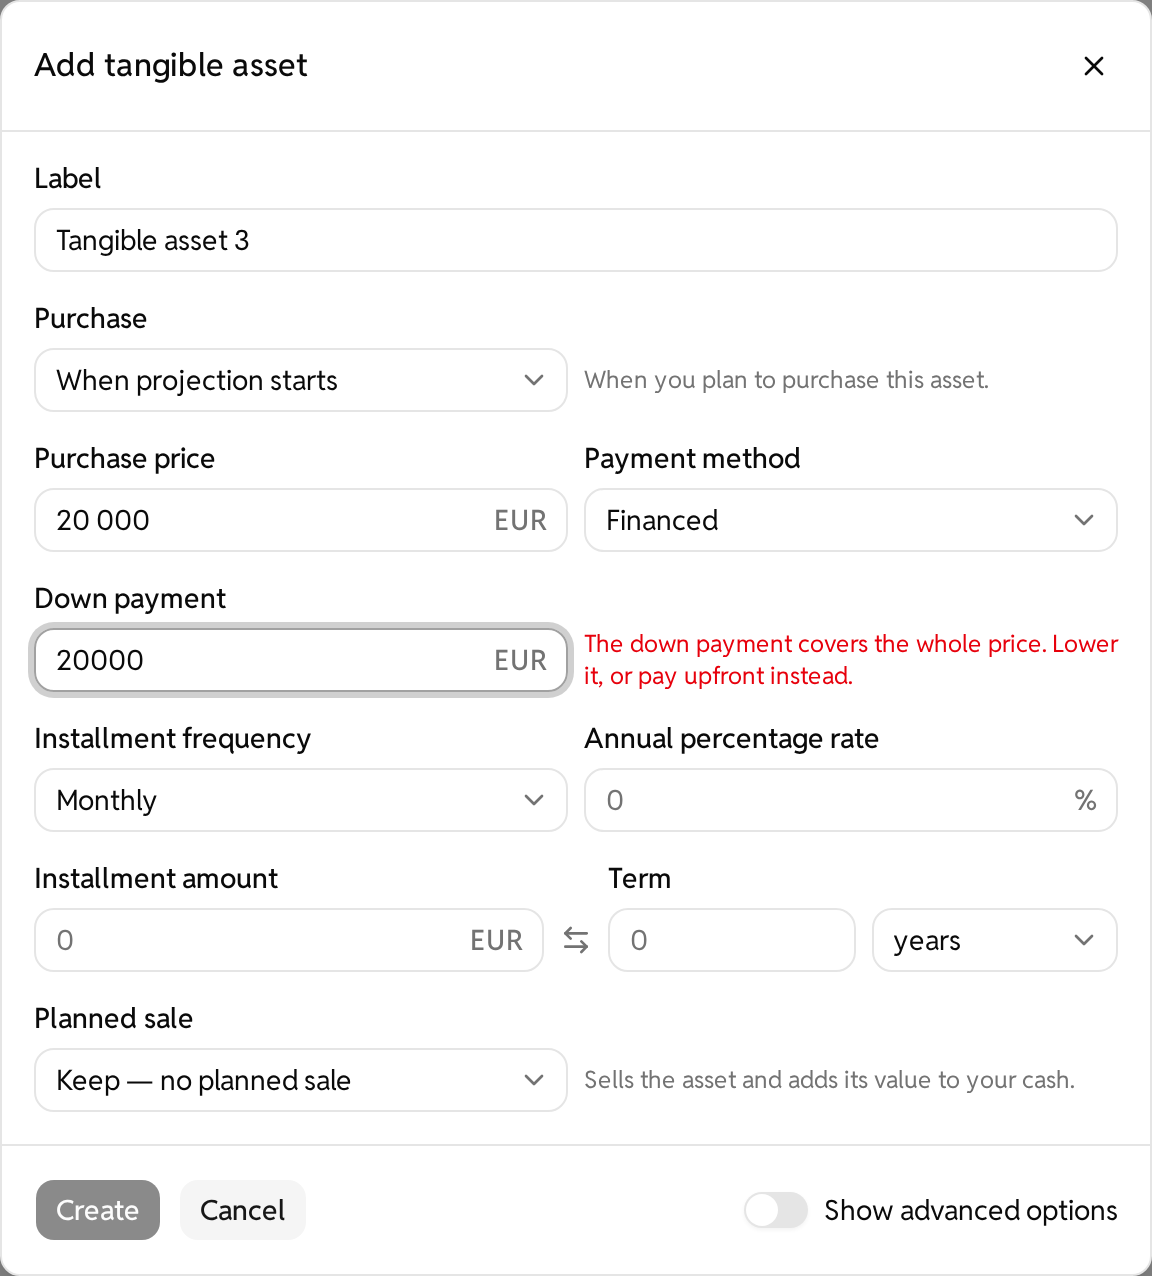 Add tangible asset
Label
Tangible asset 3
Purchase
When projection starts
When you plan to purchase this asset.
Purchase price
Payment method
20 000 EUR
Financed
Down payment
20000 EUR
The down payment covers the whole price. Lower
it, or pay upfront instead.
Installment frequency
Annual percentage rate
Monthly
0 %
Installment amount
Term
0 EUR
0
years
Planned sale
Keep — no planned sale
Sells the asset and adds its value to your cash.
Create
Cancel
Show advanced options